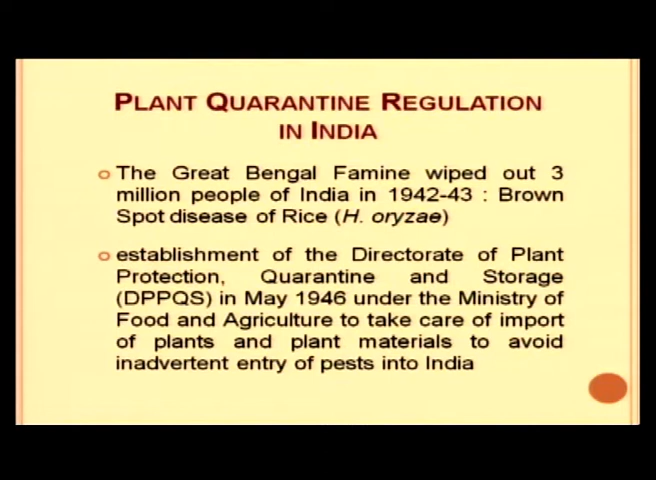 PLANT QUARANTINE REGULATION
IN INDIA
The Great Bengal Famine wiped out 3
million people of India in 1942-43 : Brown
Spot disease of Rice (H. oryzae)
establishment of the Directorate of Plant
Protection, Quarantine and Storage
(DPPQS) in May 1946 under the Ministry of
Food and Agriculture to take care of import
of plants and plant materials to avoid
inadvertent entry of pests into India